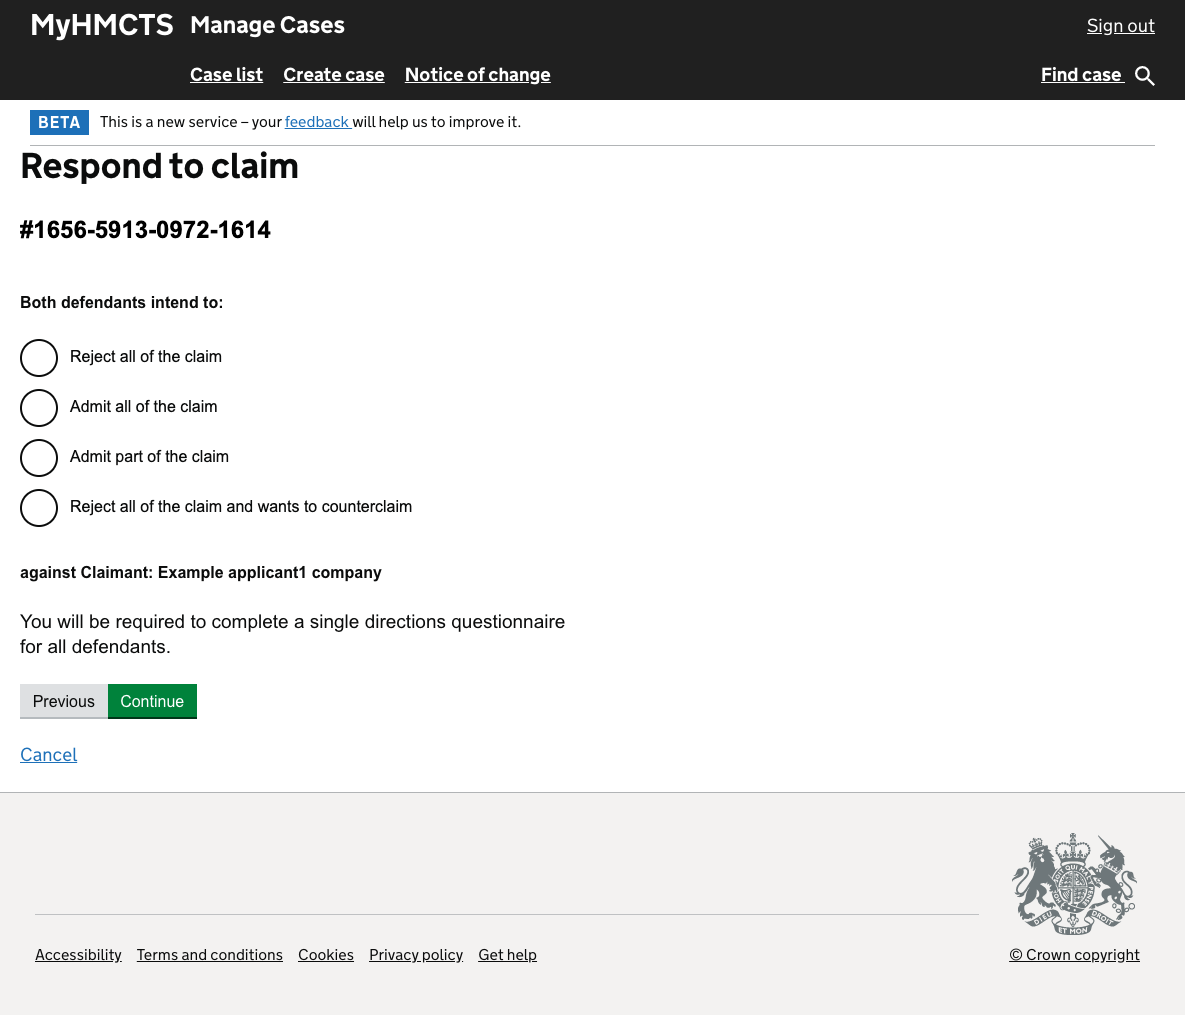 MyHMCTS Manage Cases Sign out
Case list Create case Notice of change Find case
BETA This is a new service – your feedback will help us to improve it.
Respond to claim
#1656-5913-0972-1614
Both defendants intend to:
Reject all of the claim
Admit all of the claim
Admit part of the claim
Reject all of the claim and wants to counterclaim
against Claimant: Example applicant1 company
You will be required to complete a single directions questionnaire
for all defendants.
Previous Continue
Cancel
DIEU ET MON DROIT
Accessibility Terms and conditions Cookies Privacy policy Get help © Crown copyright